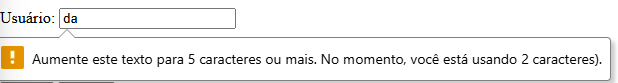 Usuário: da
Aumente este texto para 5 caracteres ou mais. No momento, você está usando 2 caracteres).